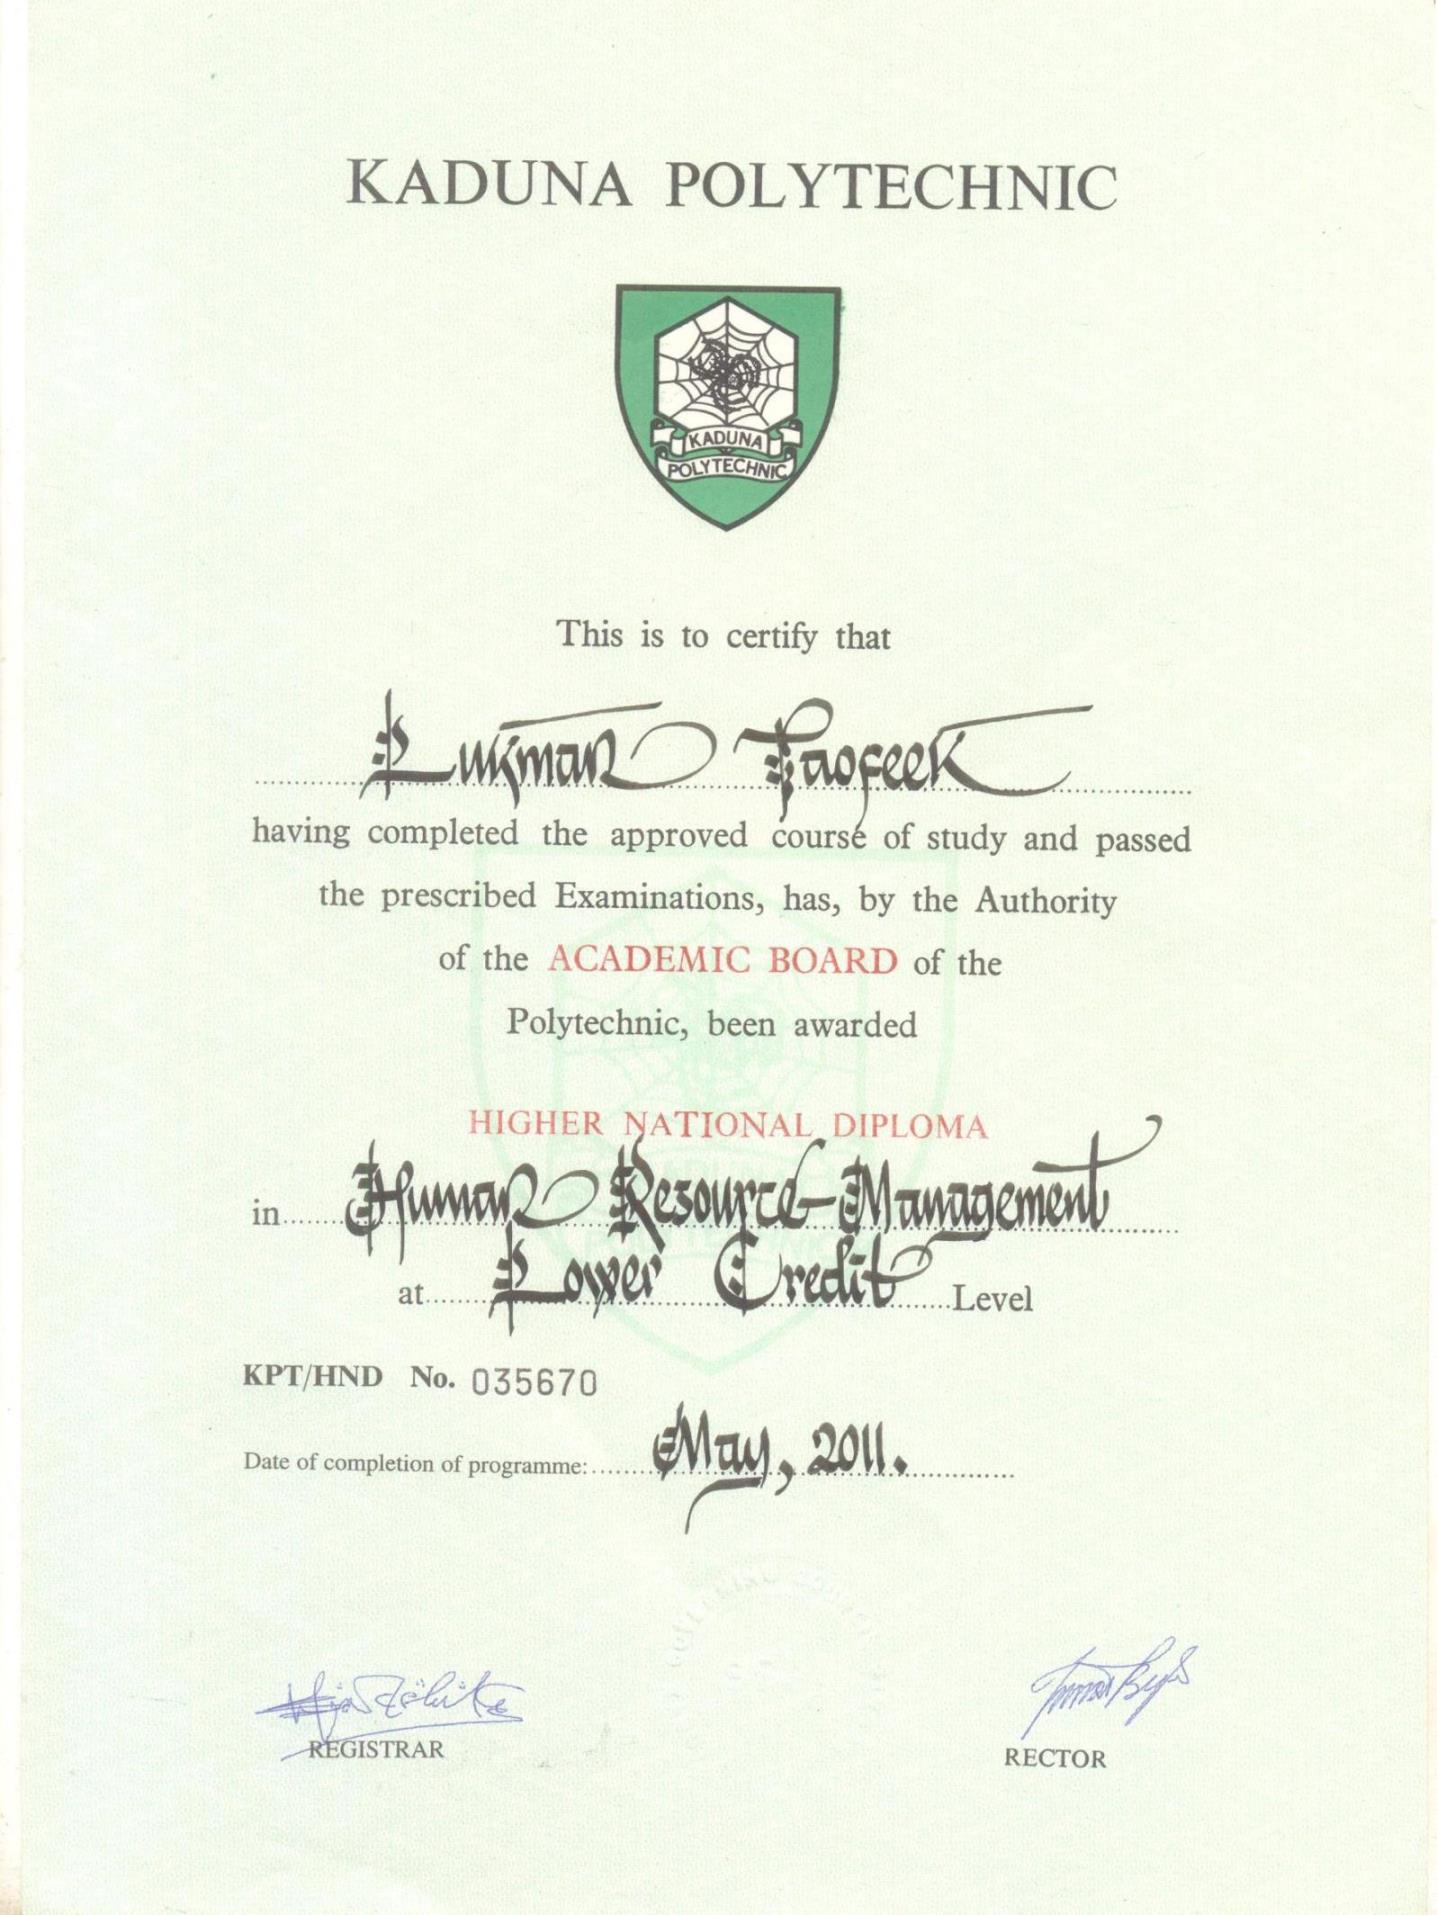 KADUNA POLYTECHNIC
KADUNA
POLYTECHNIC
This is to certify that
Lukman Taofeek
having completed the approved course of study and passed
the prescribed Examinations, has, by the Authority
of the ACADEMIC BOARD of the
Polytechnic, been awarded
HIGHER NATIONAL DIPLOMA
in Human Resource Management
at Lower Credit Level
KPT/HND No. 035670
Date of completion of programme: May, 2011.
REGISTRAR
RECTOR